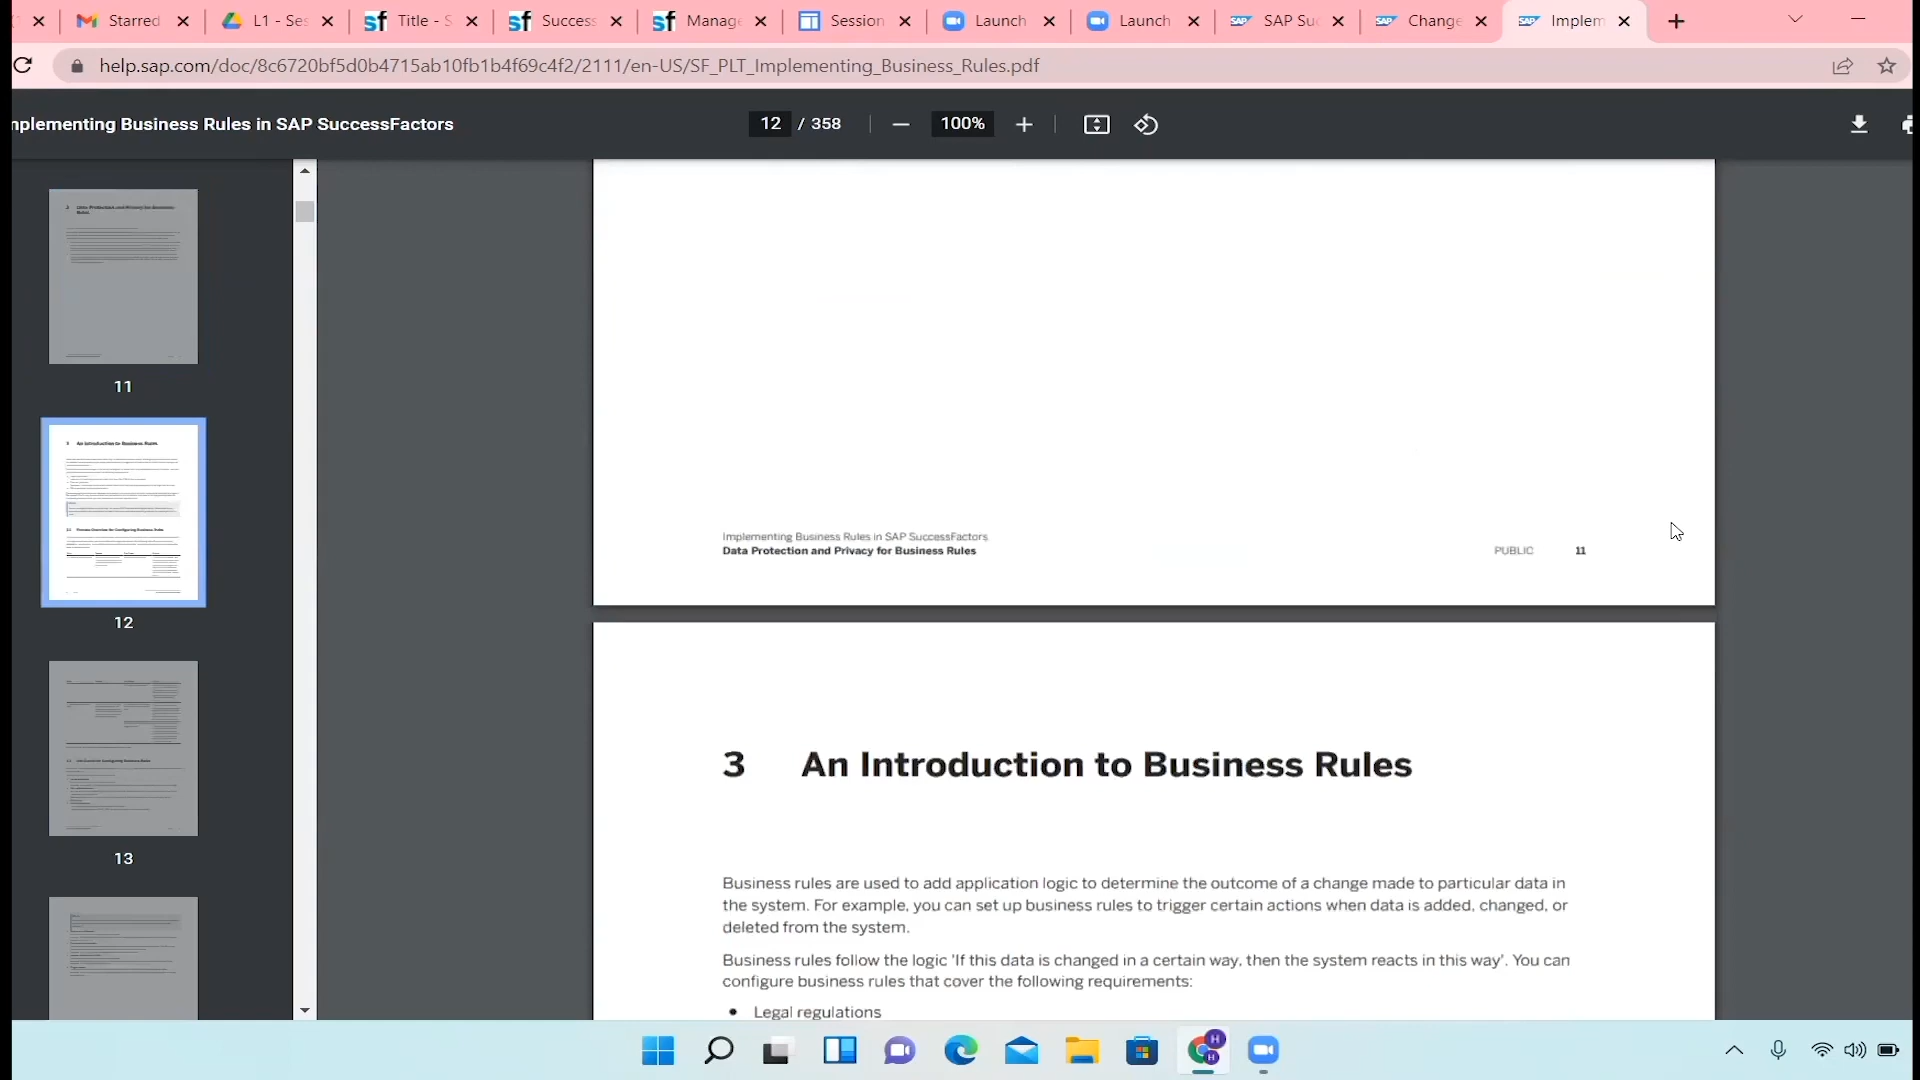 Starred
L1 - Ses
Title - S
Success
Manage
Session
Launch
Launch
SAP Suc
Change
Implem
help.sap.com/doc/8c6720bf5d0b4715ab10fb1b4f69c4f2/2111/en-US/SF_PLT_Implementing_Business_Rules.pdf
mplementing Business Rules in SAP SuccessFactors
12 / 358
100%
11
12
13
Implementing Business Rules in SAP SuccessFactors
Data Protection and Privacy for Business Rules
PUBLIC 11
3 An Introduction to Business Rules
Business rules are used to add application logic to determine the outcome of a change made to particular data in
the system. For example, you can set up business rules to trigger certain actions when data is added, changed, or
deleted from the system.
Business rules follow the logic 'If this data is changed in a certain way, then the system reacts in this way'. You can
configure business rules that cover the following requirements:
• Legal regulations